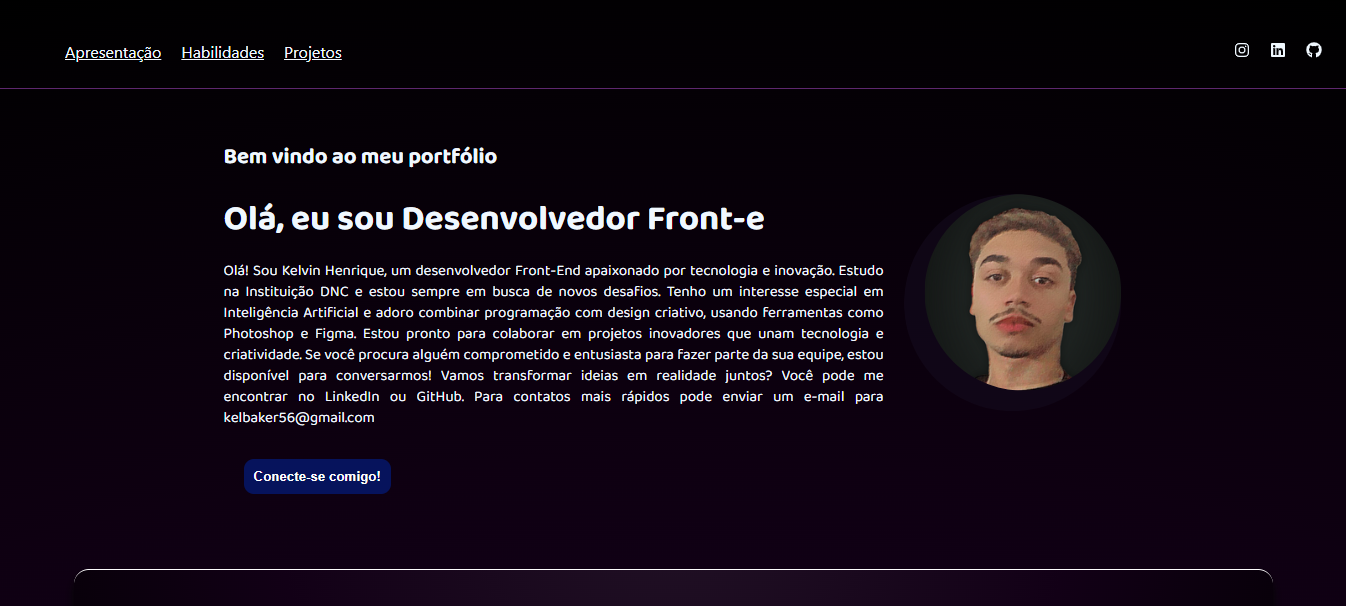 Apresentação Habilidades Projetos
Bem vindo ao meu portfólio
Olá, eu sou Desenvolvedor Front-e
Olá! Sou Kelvin Henrique, um desenvolvedor Front-End apaixonado por tecnologia e inovação. Estudo
na Instituição DNC e estou sempre em busca de novos desafios. Tenho um interesse especial em
Inteligência Artificial e adoro combinar programação com design criativo, usando ferramentas como
Photoshop e Figma. Estou pronto para colaborar em projetos inovadores que unam tecnologia e
criatividade. Se você procura alguém comprometido e entusiasta para fazer parte da sua equipe, estou
disponível para conversarmos! Vamos transformar ideias em realidade juntos? Você pode me
encontrar no LinkedIn ou GitHub. Para contatos mais rápidos pode enviar um e-mail para
kelbaker56@gmail.com
Conecte-se comigo!